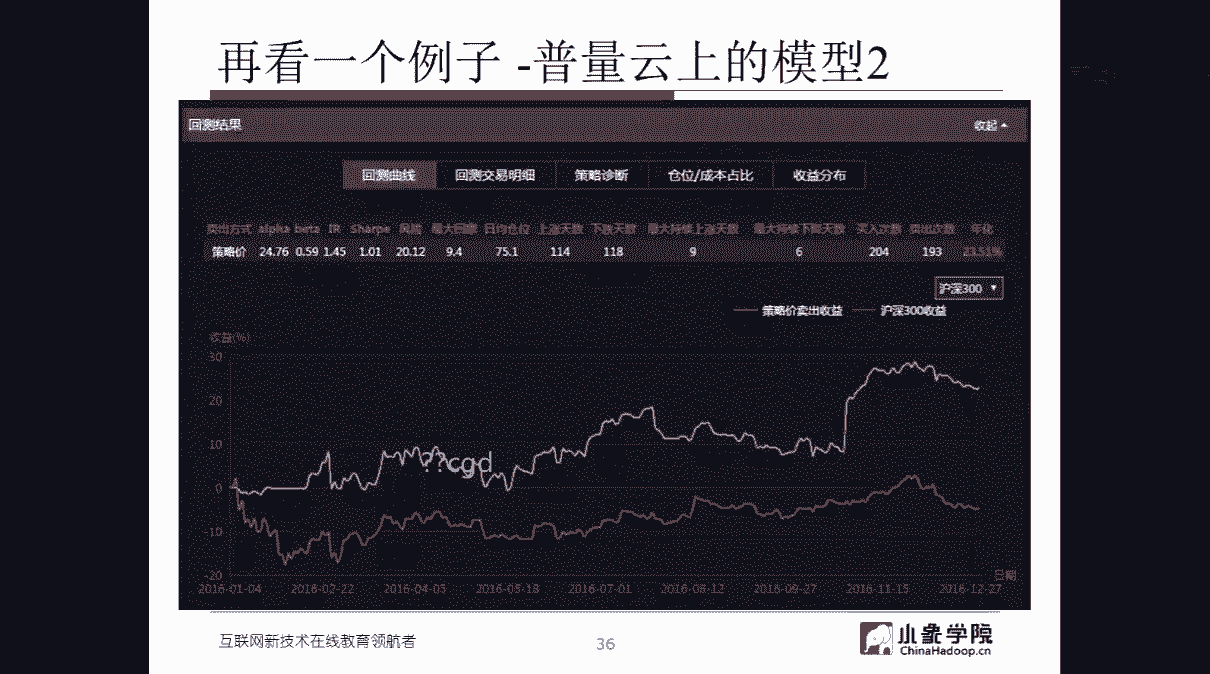 再看一个例子 -普量云上的模型2
回测结果 收起
回测曲线 回测交易明细 策略诊断 仓位/成本占比 收益分布
卖出方式 alpha beta IR Sharpe 风险 最大回撤 日均仓位 上涨天数 下跌天数 最大持续上涨天数 最大持续下跌天数 买入次数 卖出次数 年化
策略价 24.76 0.59 1.45 1.01 20.12 9.4 75.1 114 118 9 6 204 193 23.51%
沪深300
策略价卖出收益 沪深300收益
收益(%)
30
20
10
??cgd
0
-10
-20
2016-01-04 2016-02-22 2016-04-05 2016-05-18 2016-07-01 2016-08-12 2016-09-27 2016-11-15 2016-12-27
日期
互联网新技术在线教育领航者 36 小象学院
ChinaHadoop.cn